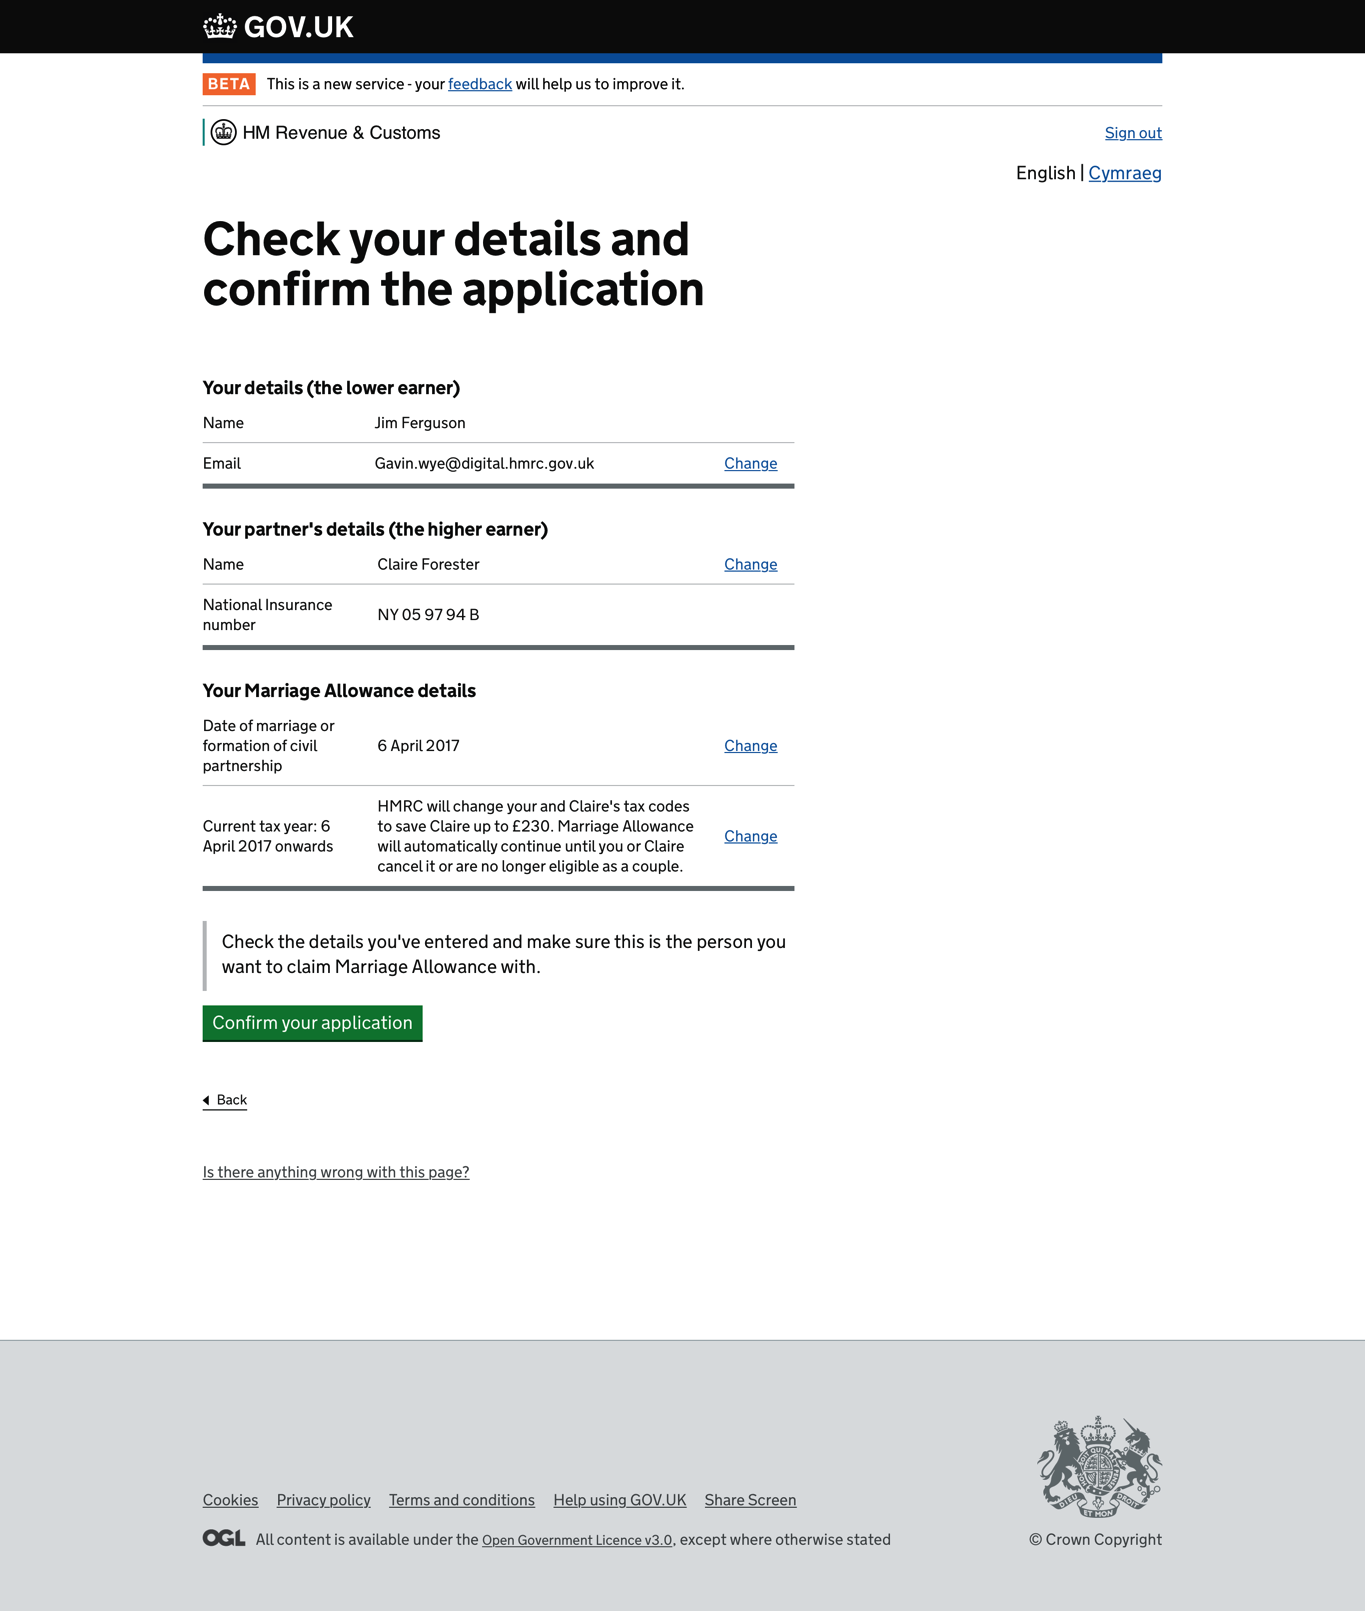 GOV.UK
BETA This is a new service - your feedback will help us to improve it.
HM Revenue & Customs
Sign out
English | Cymraeg
Check your details and
confirm the application
Your details (the lower earner)
Name Jim Ferguson
Email Gavin.wye@digital.hmrc.gov.uk Change
Your partner's details (the higher earner)
Name Claire Forester Change
National Insurance
number
NY 05 97 94 B
Your Marriage Allowance details
Date of marriage or
formation of civil
partnership
6 April 2017
Change
Current tax year: 6
April 2017 onwards
HMRC will change your and Claire's tax codes
to save Claire up to £230. Marriage Allowance
will automatically continue until you or Claire
cancel it or are no longer eligible as a couple.
Change
Check the details you've entered and make sure this is the person you
want to claim Marriage Allowance with.
Confirm your application
Back
Is there anything wrong with this page?
Cookies Privacy policy Terms and conditions Help using GOV.UK Share Screen
OGL All content is available under the Open Government Licence v3.0, except where otherwise stated
DIEU ET MON DROIT
© Crown Copyright